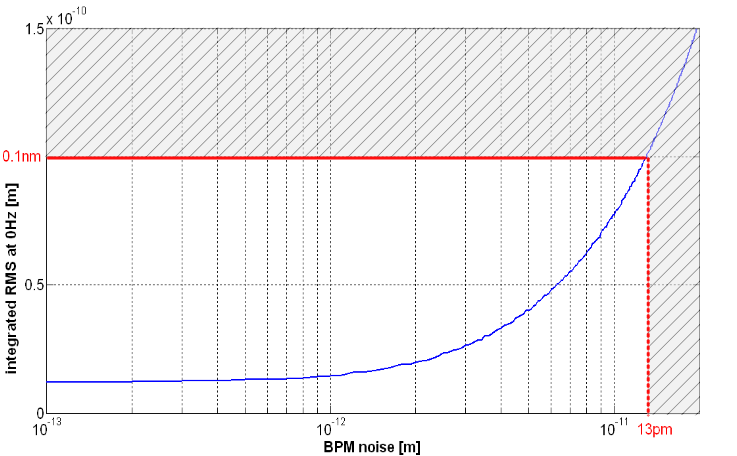 x 10^-10
1.5
0.1nm
0.5
0
integrated RMS at 0Hz [m]
10^-13
10^-12
10^-11
13pm
BPM noise [m]